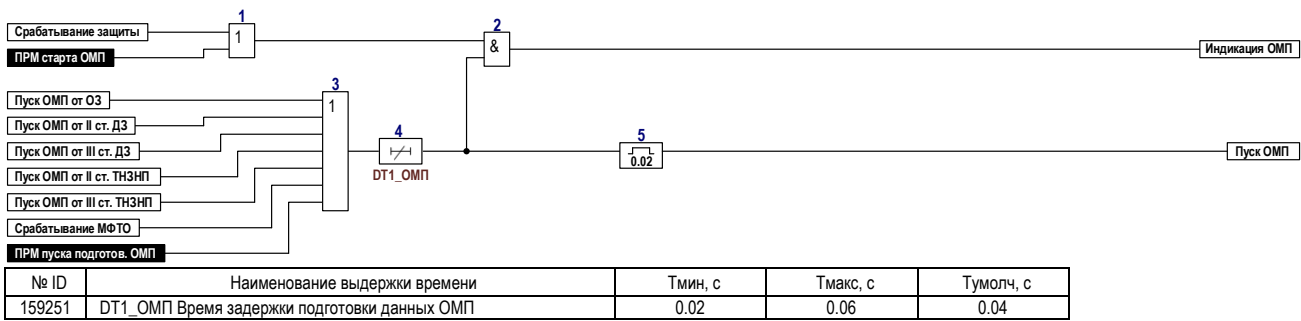 1
Срабатывание защиты
1
ПРМ старта ОМП
2
&
Индикация ОМП
3
1
Пуск ОМП от ОЗ
Пуск ОМП от II ст. ДЗ
Пуск ОМП от III ст. ДЗ
Пуск ОМП от II ст. ТНЗНП
Пуск ОМП от III ст. ТНЗНП
Срабатывание МФТО
ПРМ пуска подготов. ОМП
4
DT1_ОМП
5
0.02
Пуск ОМП
№ ID Наименование выдержки времени Тмин, с Тмакс, с Тумолч, с
159251 DT1_ОМП Время задержки подготовки данных ОМП 0.02 0.06 0.04